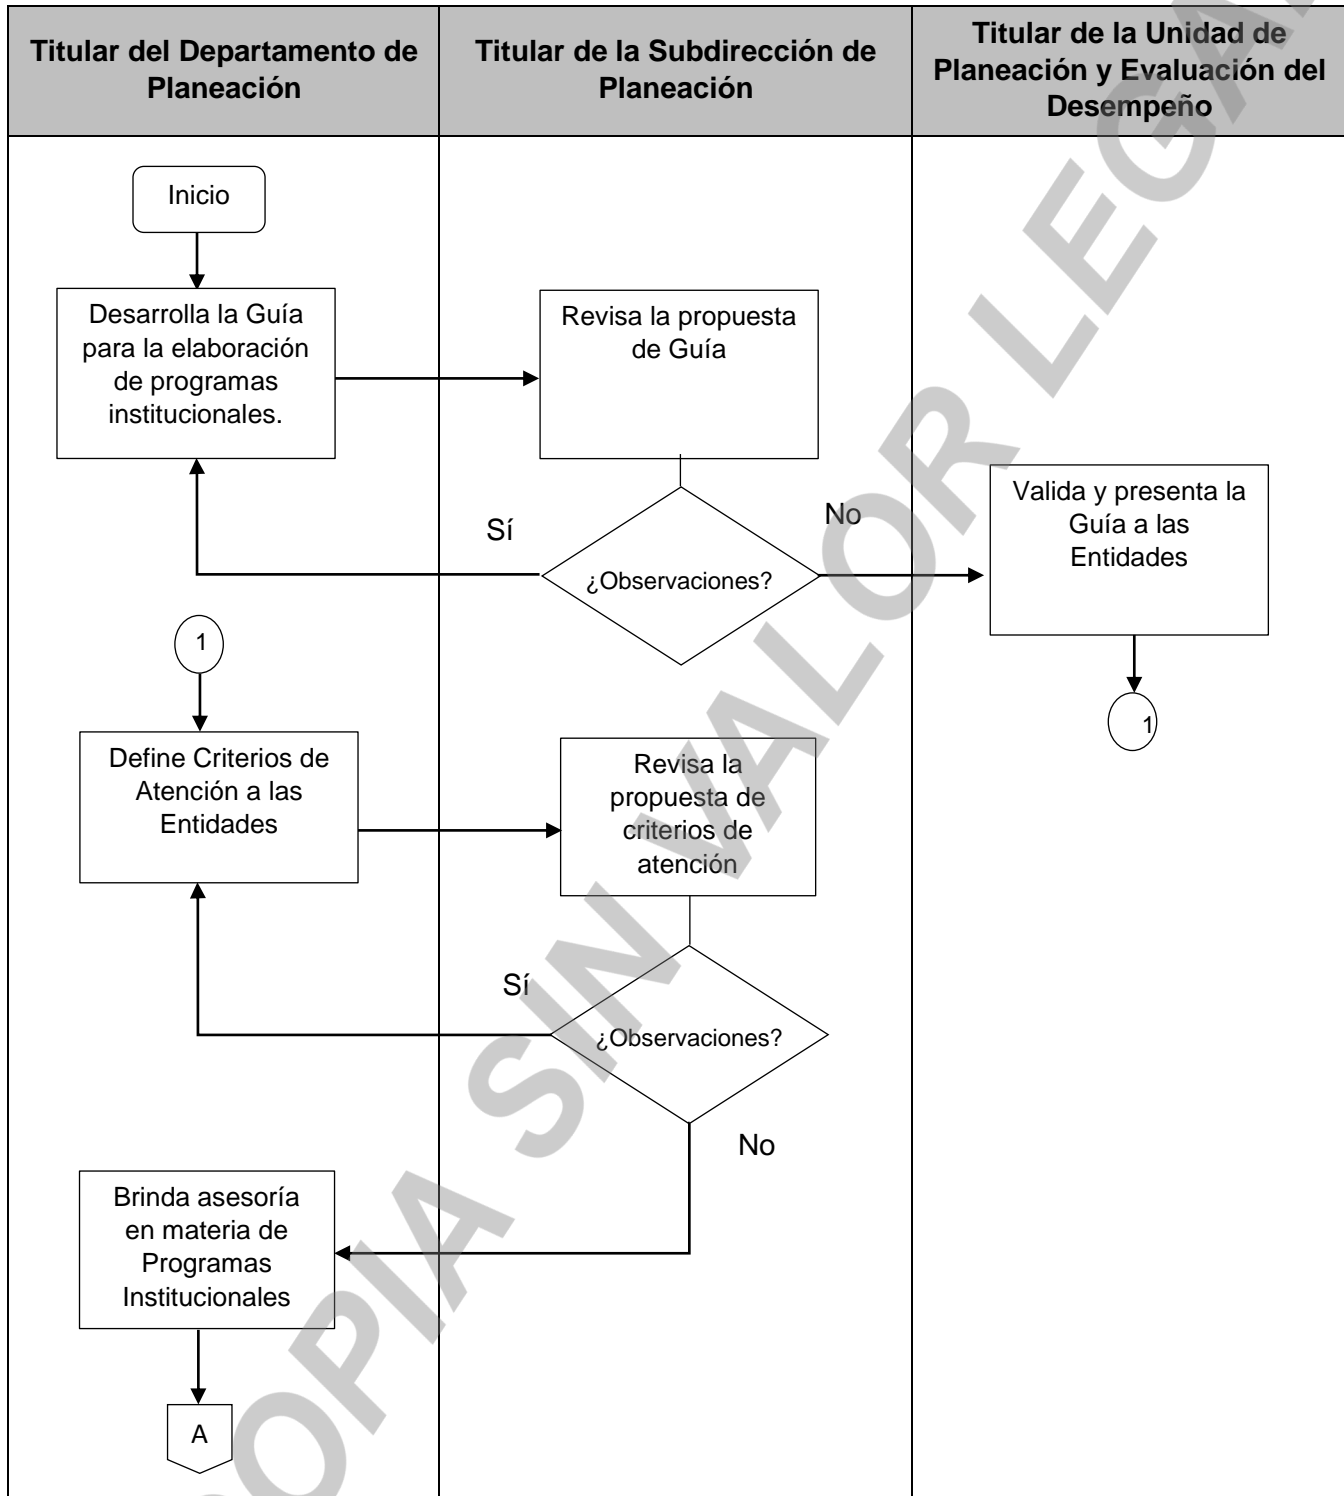 Titular del Departamento de
Planeación
Titular de la Subdirección de
Planeación
Titular de la Unidad de
Planeación y Evaluación del
Desempeño
Inicio
Desarrolla la Guía
para la elaboración
de programas
institucionales.
Revisa la propuesta
de Guía
Sí
¿Observaciones?
No
Valida y presenta la
Guía a las
Entidades
1
1
Define Criterios de
Atención a las
Entidades
Revisa la
propuesta de
criterios de
atención
Sí
¿Observaciones?
No
Brinda asesoría
en materia de
Programas
Institucionales
A
COPIA SIN VALOR LEGAL